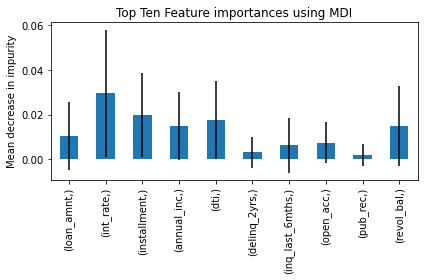 Top Ten Feature importances using MDI
Mean decrease in impurity
0.06
0.04
0.02
0.00
(loan_amnt,)
(int_rate,)
(installment,)
(annual_inc,)
(dti,)
(delinq_2yrs,)
(inq_last_6mths,)
(open_acc,)
(pub_rec,)
(revol_bal,)